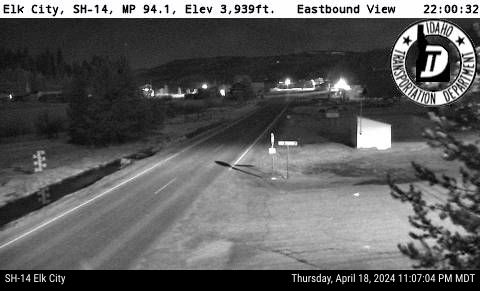 Elk City, SH-14, MP 94.1, Elev 3,939ft. Eastbound View 22:00:32
IDAHO
TRANSPORTATION DEPARTMENT
SH-14 Elk City Thursday, April 18, 2024 11:07:04 PM MDT